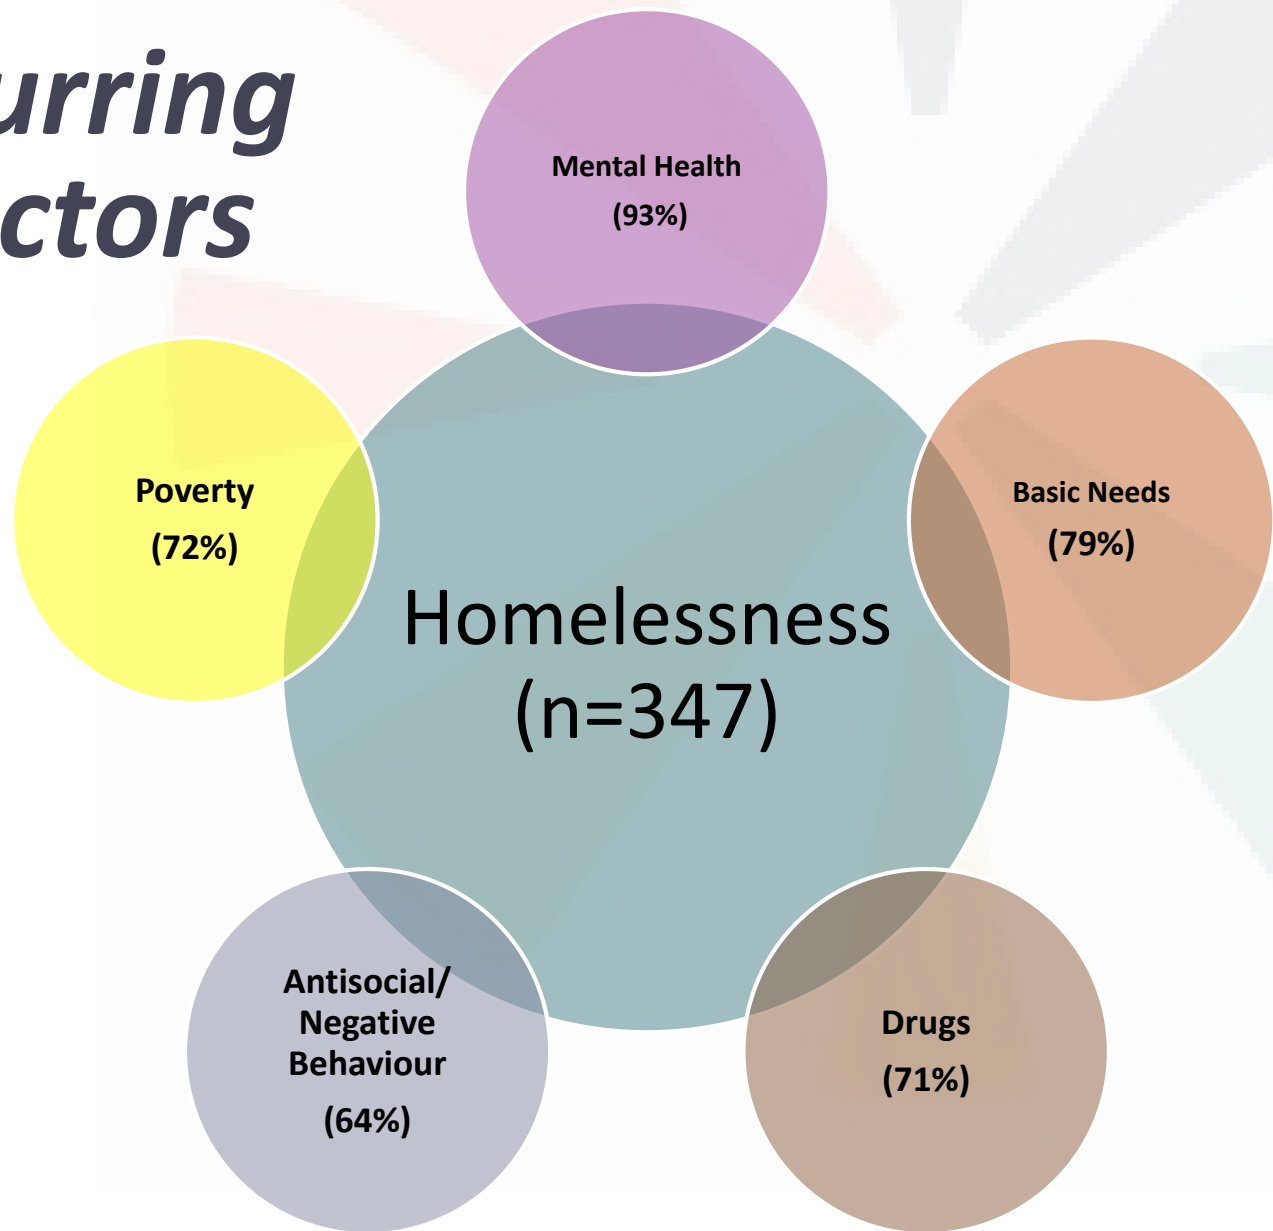 urring
ctors
Mental Health
(93%)
Poverty
(72%)
Basic Needs
(79%)
Homelessness
(n=347)
Antisocial/
Negative
Behaviour
(64%)
Drugs
(71%)